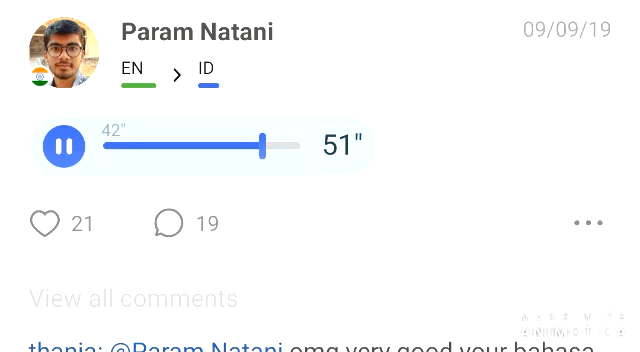 Param Natani
09/09/19
EN > ID
42"
51"
21 19
View all comments
thania: @Param Natani omg very good your bahasa